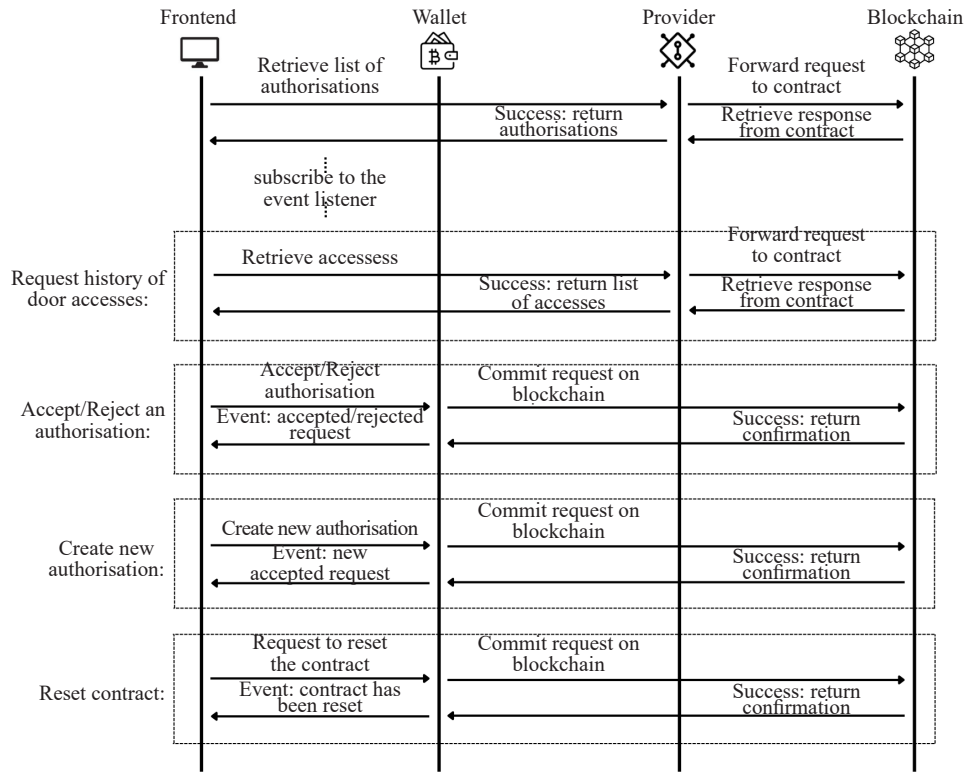 Frontend
Wallet
Provider
Blockchain
Retrieve list of
authorisations
Forward request
to contract
Success: return
authorisations
Retrieve response
from contract
subscribe to the
event listener
Request history of
door accesses:
Retrieve accessess
Forward request
to contract
Success: return list
of accesses
Retrieve response
from contract
Accept/Reject an
authorisation:
Accept/Reject
authorisation
Commit request on
blockchain
Event: accepted/rejected
request
Success: return
confirmation
Create new
authorisation:
Create new authorisation
Commit request on
blockchain
Event: new
accepted request
Success: return
confirmation
Reset contract:
Request to reset
the contract
Commit request on
blockchain
Event: contract has
been reset
Success: return
confirmation